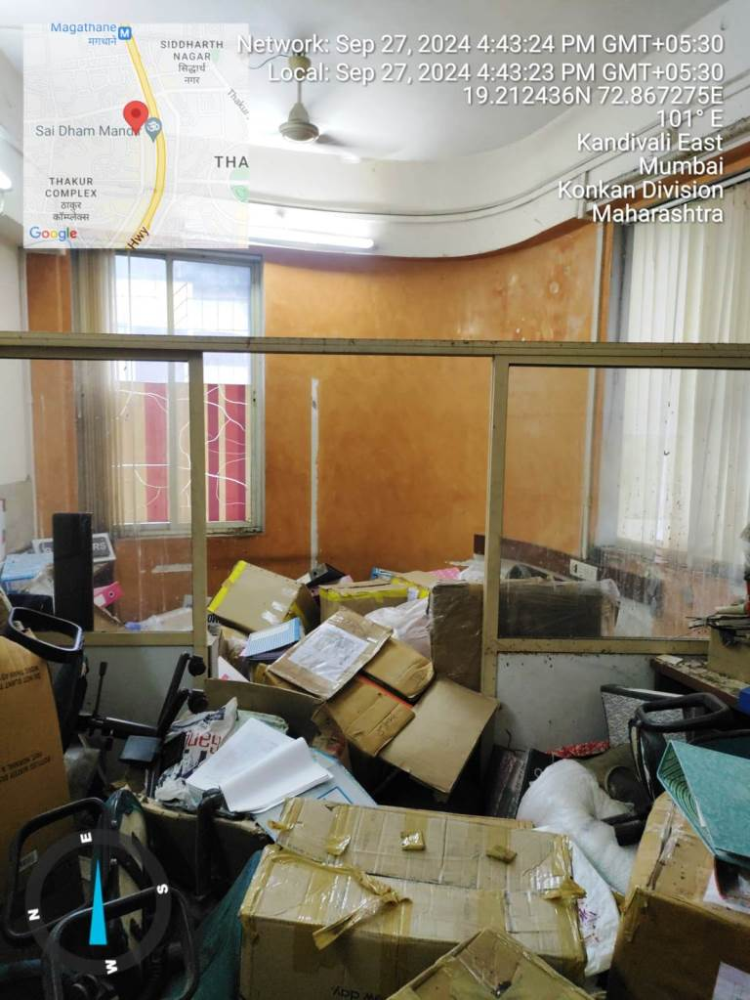 Magathane M
मगथाने
SIDDHARTH
NAGAR
सिद्धार्थ
नगर
Thakur
Sai Dham Mandir
THA
THAKUR
COMPLEX
ठाकुर
कॉम्प्लेक्स
Google
Hwy
Network: Sep 27, 2024 4:43:24 PM GMT+05:30
Local: Sep 27, 2024 4:43:23 PM GMT+05:30
19.212436N 72.867275E
101° E
Kandivali East
Mumbai
Konkan Division
Maharashtra
E
N
S
W